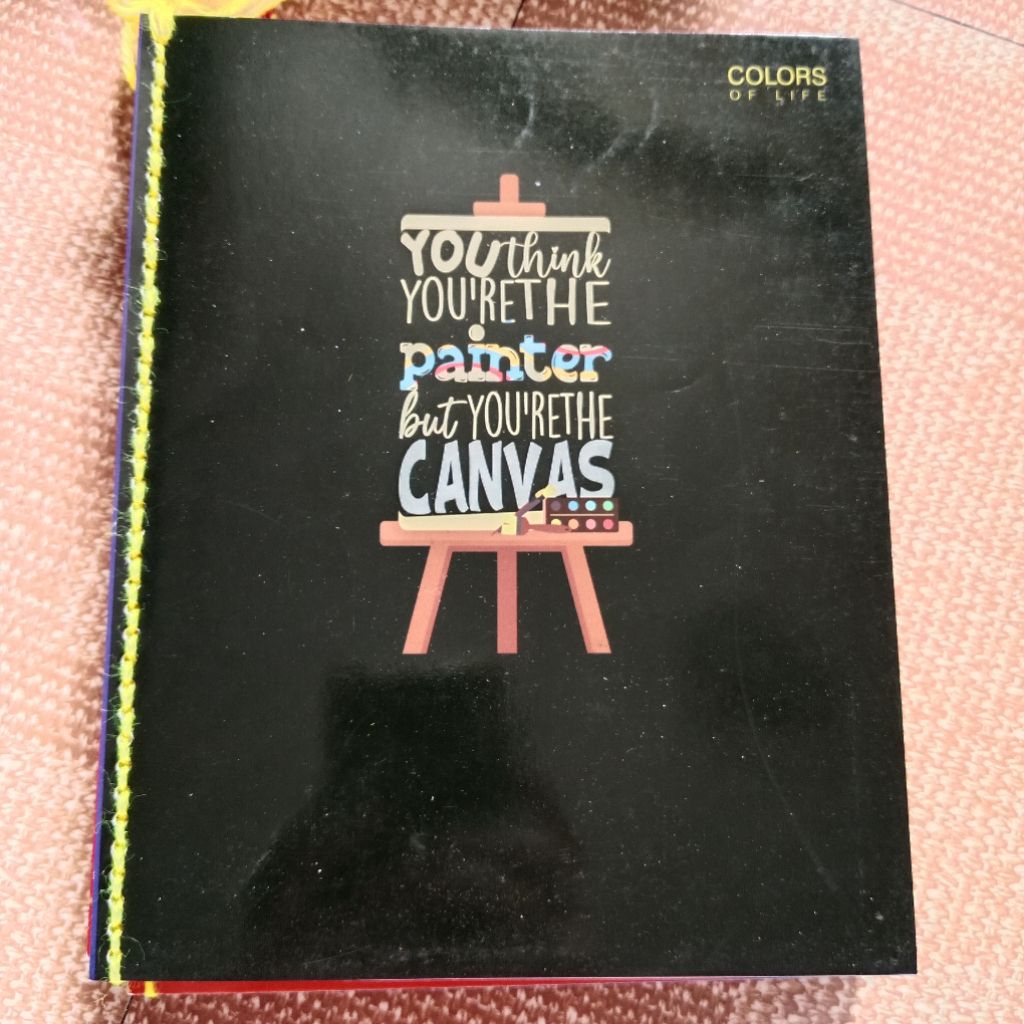 COLORS
OF LIFE
YOU think
YOU'RE THE
painter
but YOU'RE THE
CANVAS